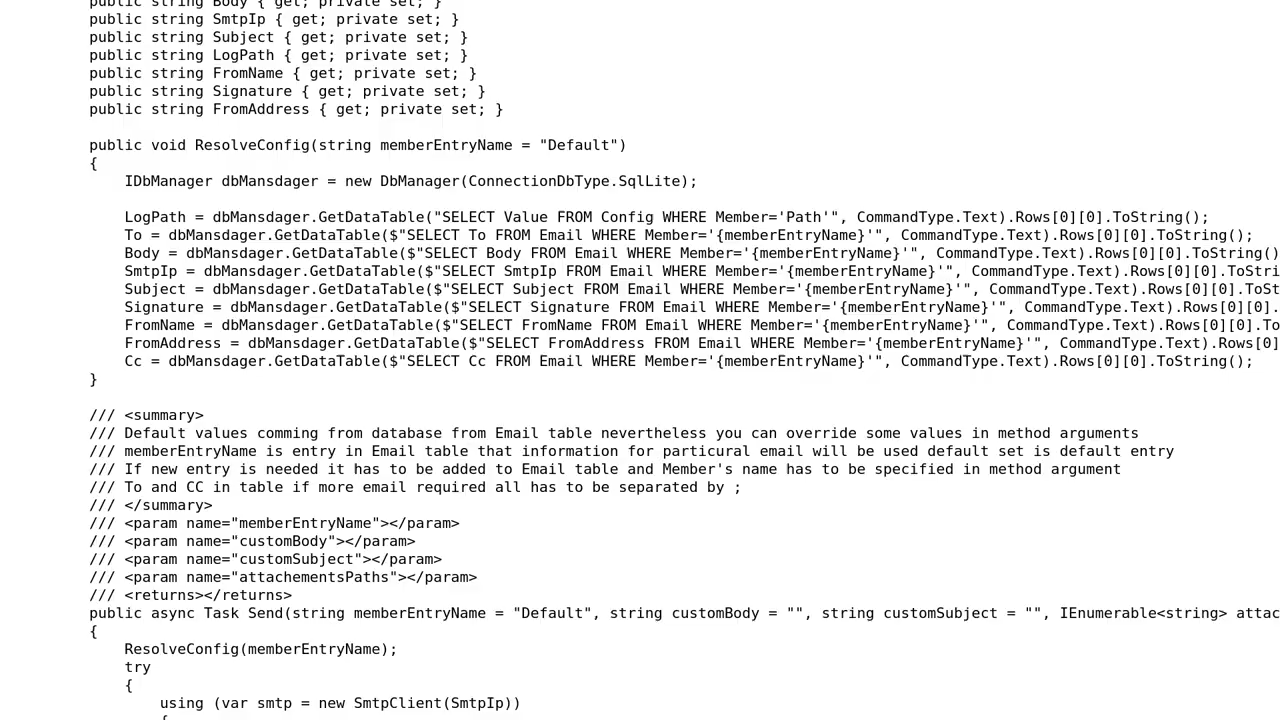 public string Body { get; private set; }
public string SmtpIp { get; private set; }
public string Subject { get; private set; }
public string LogPath { get; private set; }
public string FromName { get; private set; }
public string Signature { get; private set; }
public string FromAddress { get; private set; }
public void ResolveConfig(string memberEntryName = "Default")
{
IDbManager dbMansdager = new DbManager(ConnectionDbType.SqlLite);
LogPath = dbMansdager.GetDataTable("SELECT Value FROM Config WHERE Member='Path'", CommandType.Text).Rows[0][0].ToString();
To = dbMansdager.GetDataTable($"SELECT To FROM Email WHERE Member='{memberEntryName}'", CommandType.Text).Rows[0][0].ToString();
Body = dbMansdager.GetDataTable($"SELECT Body FROM Email WHERE Member='{memberEntryName}'", CommandType.Text).Rows[0][0].ToString()
SmtpIp = dbMansdager.GetDataTable($"SELECT SmtpIp FROM Email WHERE Member='{memberEntryName}'", CommandType.Text).Rows[0][0].ToStri
Subject = dbMansdager.GetDataTable($"SELECT Subject FROM Email WHERE Member='{memberEntryName}'", CommandType.Text).Rows[0][0].ToSt
Signature = dbMansdager.GetDataTable($"SELECT Signature FROM Email WHERE Member='{memberEntryName}'", CommandType.Text).Rows[0][0].
FromName = dbMansdager.GetDataTable($"SELECT FromName FROM Email WHERE Member='{memberEntryName}'", CommandType.Text).Rows[0][0].To
FromAddress = dbMansdager.GetDataTable($"SELECT FromAddress FROM Email WHERE Member='{memberEntryName}'", CommandType.Text).Rows[0]
Cc = dbMansdager.GetDataTable($"SELECT Cc FROM Email WHERE Member='{memberEntryName}'", CommandType.Text).Rows[0][0].ToString();
}
/// <summary>
/// Default values comming from database from Email table nevertheless you can override some values in method arguments
/// memberEntryName is entry in Email table that information for particural email will be used default set is default entry
/// If new entry is needed it has to be added to Email table and Member's name has to be specified in method argument
/// To and CC in table if more email required all has to be separated by ;
/// </summary>
/// <param name="memberEntryName"></param>
/// <param name="customBody"></param>
/// <param name="customSubject"></param>
/// <param name="attachementsPaths"></param>
/// <returns></returns>
public async Task Send(string memberEntryName = "Default", string customBody = "", string customSubject = "", IEnumerable<string> attac
{
ResolveConfig(memberEntryName);
try
{
using (var smtp = new SmtpClient(SmtpIp))
{